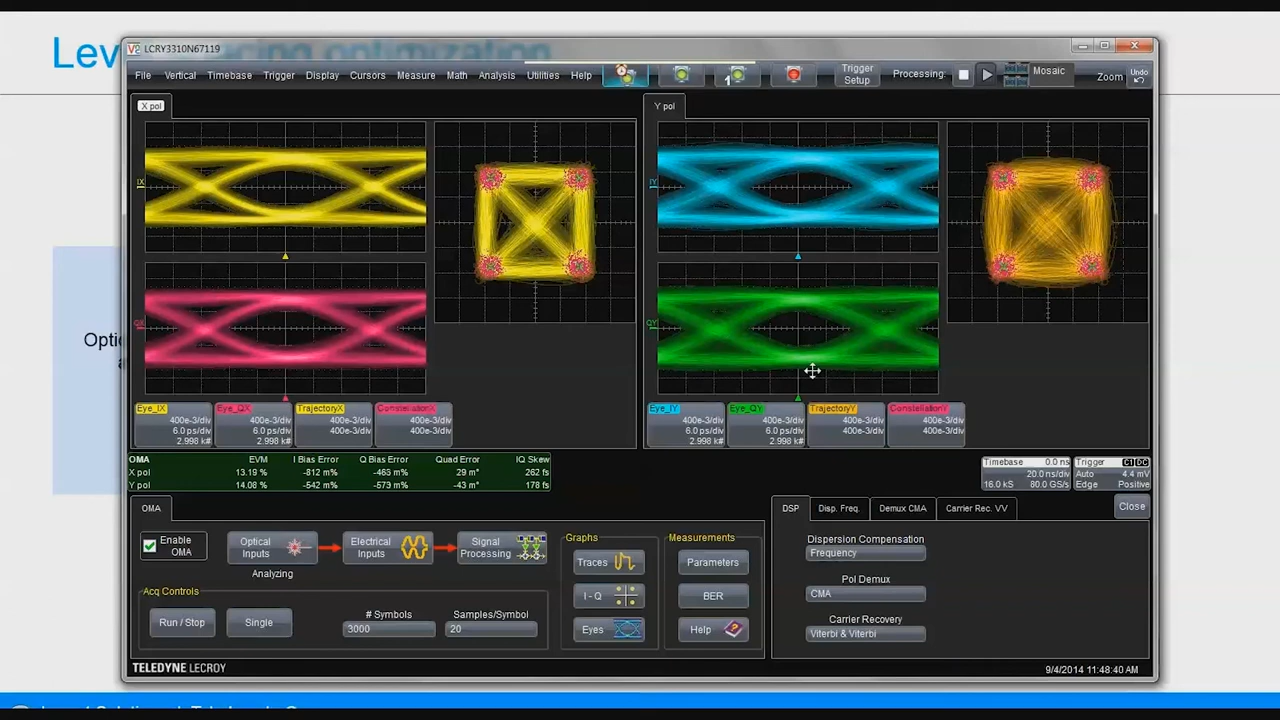 LCRY3310N67119
File Vertical Timebase Trigger Display Cursors Measure Math Analysis Utilities Help
1
Trigger
Setup
Processing:
Mosaic
Zoom
Undo
X pol
Y pol
IX
IY
QX
QY
Eye_IX
400e-3/div
6.0 ps/div
2.998 k#
Eye_QX
400e-3/div
6.0 ps/div
2.998 k#
TrajectoryX
400e-3/div
400e-3/div
ConstellationX
400e-3/div
400e-3/div
Eye_IY
400e-3/div
6.0 ps/div
2.998 k#
Eye_QY
400e-3/div
6.0 ps/div
2.998 k#
TrajectoryY
400e-3/div
400e-3/div
ConstellationY
400e-3/div
400e-3/div
OMA EVM I Bias Error Q Bias Error Quad Error IQ Skew
X pol 13.19 % -812 m% -465 m% 29 m° 262 fs
Y pol 14.08 % -542 m% -573 m% -43 m° 178 fs
Timebase 0.0 ns
20.0 ns/div
16.0 kS 80.0 GS/s
Trigger C1 DC
Auto 4.4 mV
Edge Positive
OMA
Enable
OMA
Optical
Inputs
Electrical
Inputs
Signal
Processing
Analyzing
Acq Controls
Run / Stop
Single
# Symbols
3000
Samples/Symbol
20
Graphs
Traces
I - Q
Eyes
Measurements
Parameters
BER
Help
DSP Disp. Freq. Demux CMA Carrier Rec. VV
Close
Dispersion Compensation
Frequency
Pol Demux
CMA
Carrier Recovery
Viterbi & Viterbi
TELEDYNE LECROY
9/4/2014 11:48:40 AM